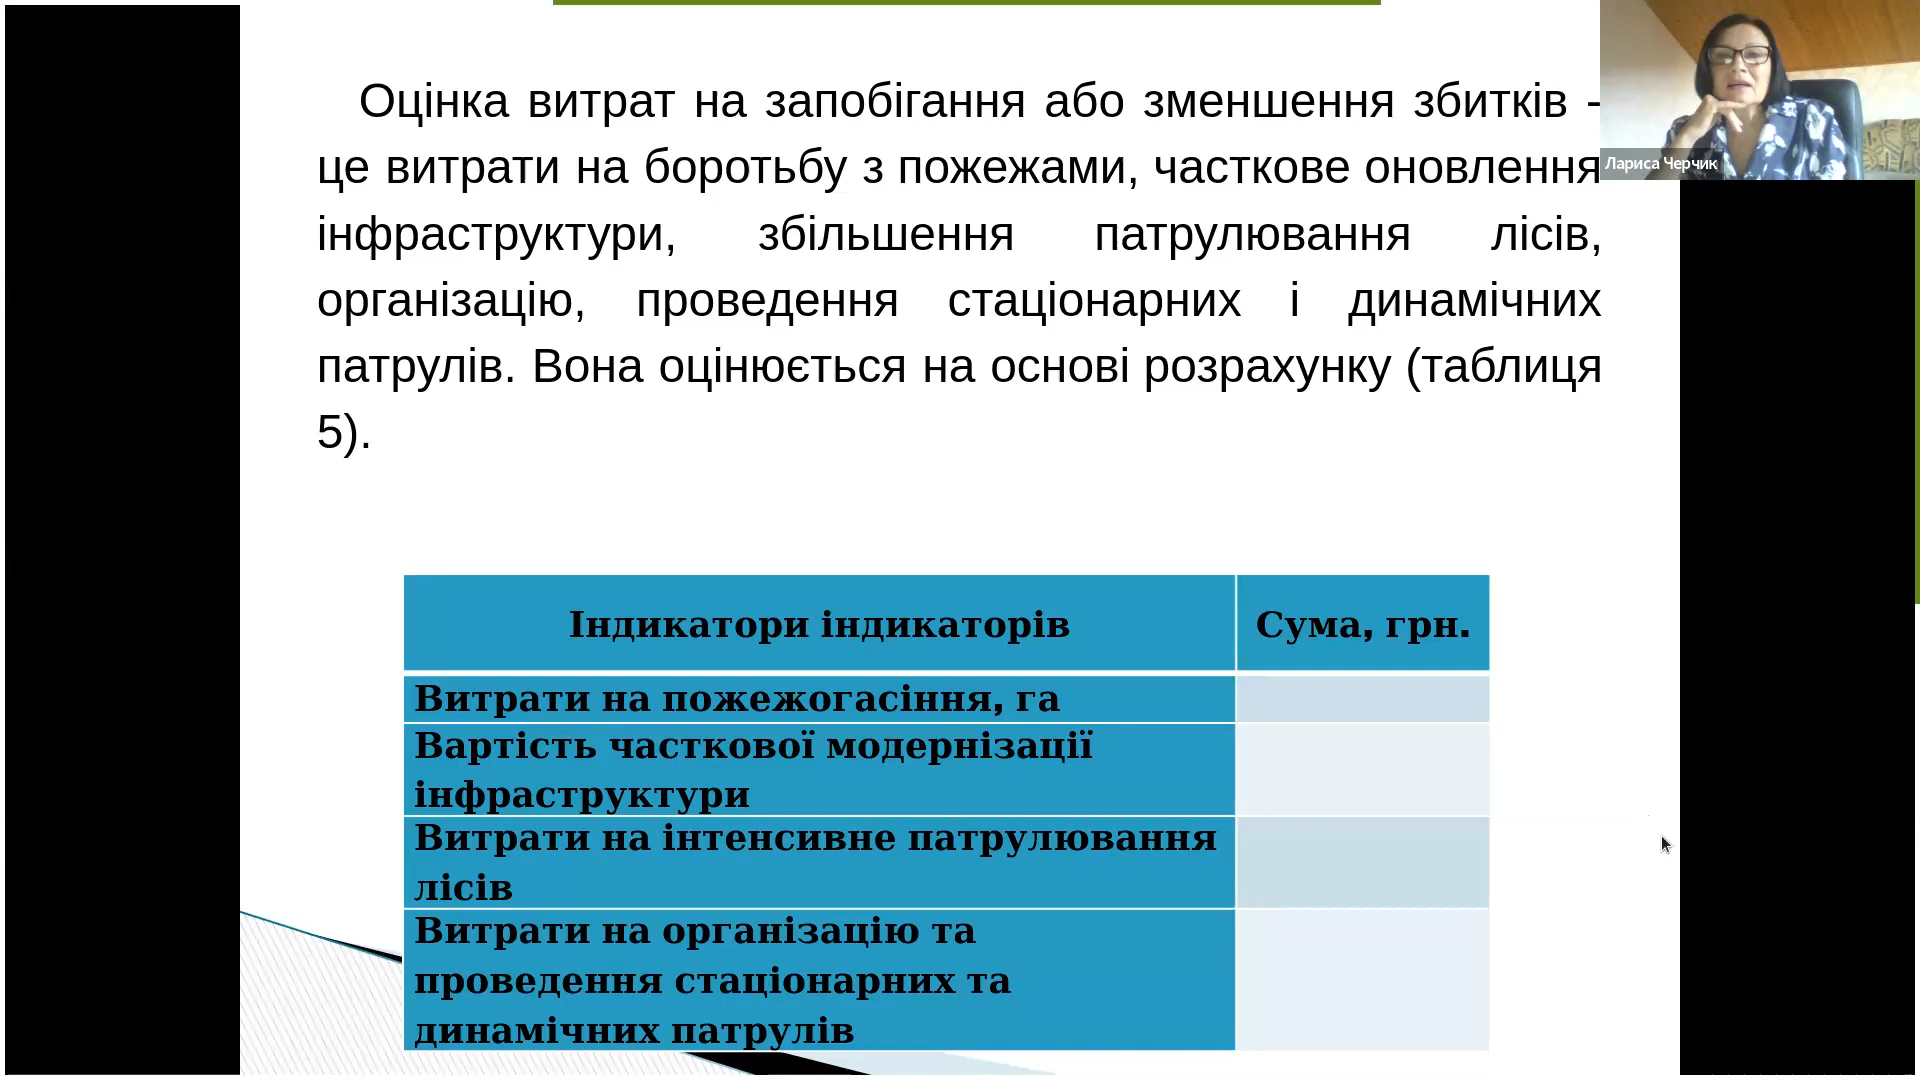 Оцінка витрат на запобігання або зменшення збитків -
це витрати на боротьбу з пожежами, часткове оновлення
інфраструктури, збільшення патрулювання лісів,
організацію, проведення стаціонарних і динамічних
патрулів. Вона оцінюється на основі розрахунку (таблиця
5).
Лариса Черчик
Індикатори індикаторів
Сума, грн.
Витрати на пожежогасіння, га
Вартість часткової модернізації
інфраструктури
Витрати на інтенсивне патрулювання
лісів
Витрати на організацію та
проведення стаціонарних та
динамічних патрулів